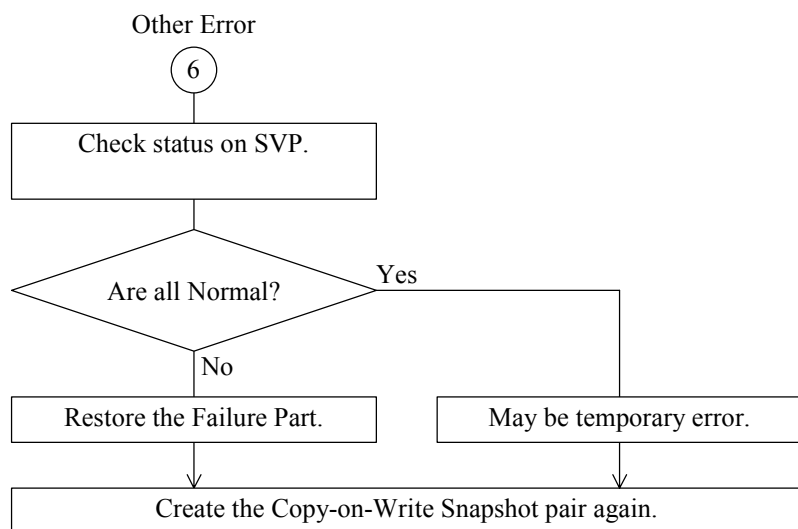 Other Error
6
Check status on SVP.
Are all Normal?
Yes
No
Restore the Failure Part.
May be temporary error.
Create the Copy-on-Write Snapshot pair again.